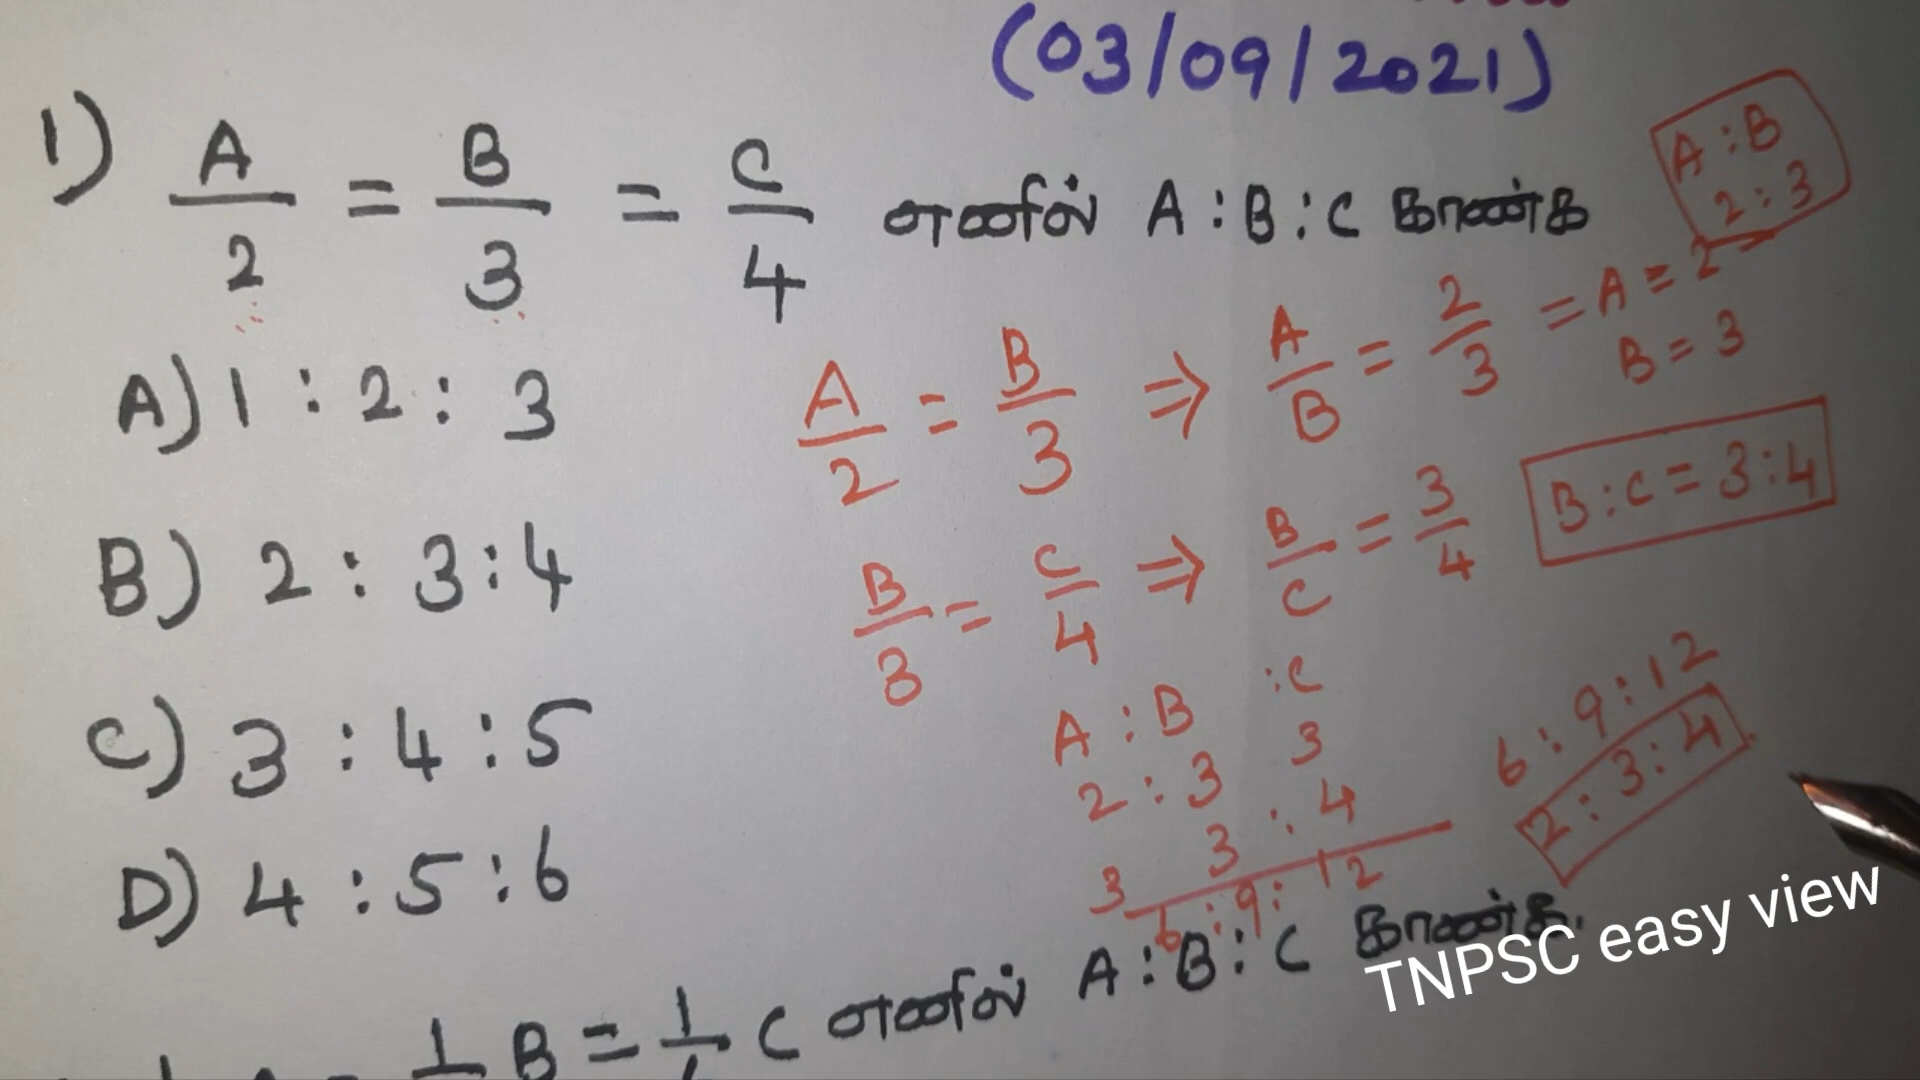 (03/09/2021)
1) A/2 = B/3 = C/4 எனில் A : B : C காண்க
A) 1 : 2 : 3
B) 2 : 3 : 4
C) 3 : 4 : 5
D) 4 : 5 : 6
A : B
2 : 3
A/2 = B/3 ⇒ A/B = 2/3 = A = 2
B = 3
B/3 = C/4 ⇒ B/C = 3/4
B : C = 3 : 4
A : B : C
2 : 3 3
3 3 : 4
6 : 9 : 12
6 : 9 : 12
2 : 3 : 4
B = C எனில் A : B : C காண்க.
TNPSC easy view